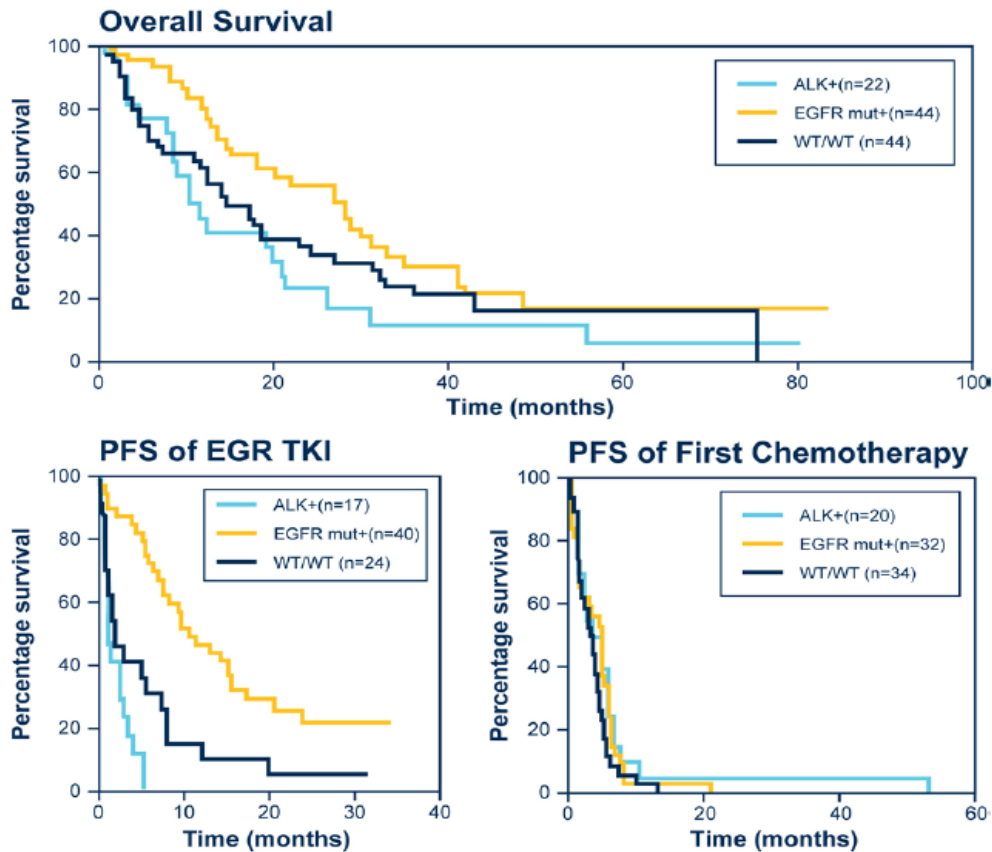 Overall Survival
Percentage survival
100
80
60
40
20
0
ALK+(n=22)
EGFR mut+(n=44)
WT/WT (n=44)
0 20 40 60 80 100
Time (months)
PFS of EGR TKI
Percentage survival
100
80
60
40
20
0
ALK+(n=17)
EGFR mut+(n=40)
WT/WT (n=24)
0 10 20 30 40
Time (months)
PFS of First Chemotherapy
Percentage survival
100
80
60
40
20
0
ALK+(n=20)
EGFR mut+(n=32)
WT/WT (n=34)
0 20 40 60
Time (months)